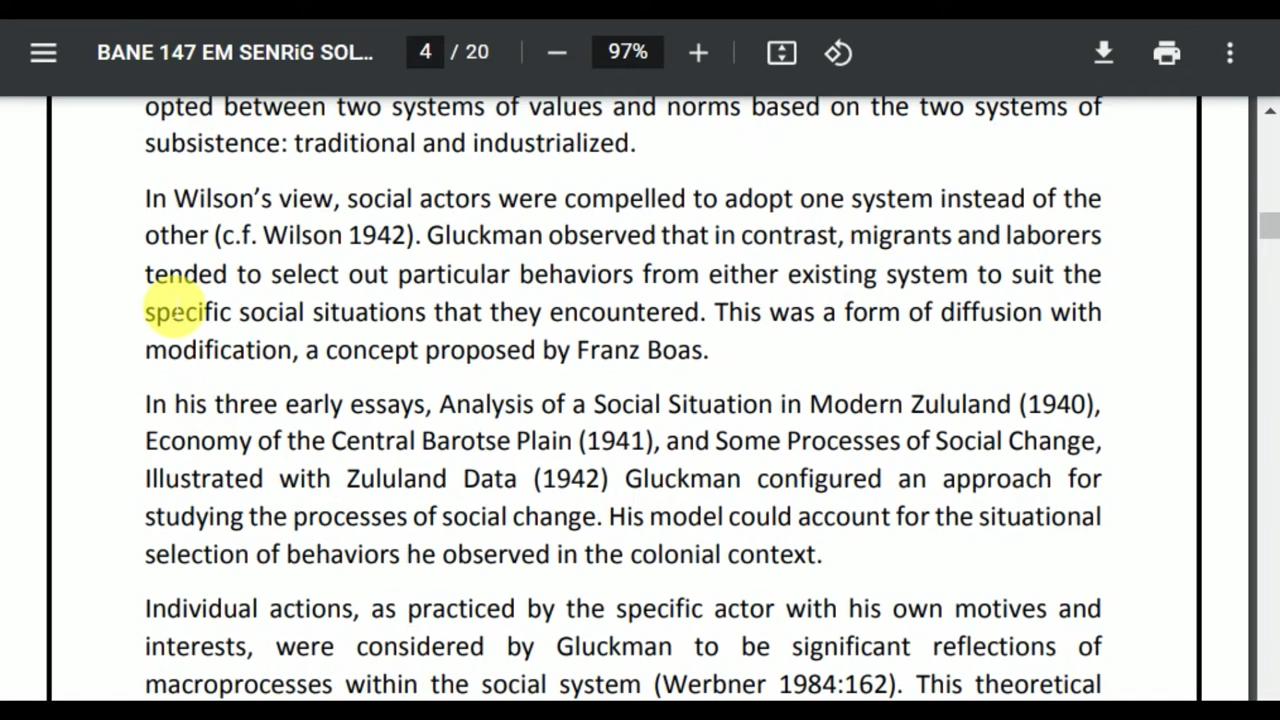 BANE 147 EM SENRiG SOL...
4 / 20
97%
opted between two systems of values and norms based on the two systems of
subsistence: traditional and industrialized.
In Wilson’s view, social actors were compelled to adopt one system instead of the
other (c.f. Wilson 1942). Gluckman observed that in contrast, migrants and laborers
tended to select out particular behaviors from either existing system to suit the
specific social situations that they encountered. This was a form of diffusion with
modification, a concept proposed by Franz Boas.
In his three early essays, Analysis of a Social Situation in Modern Zululand (1940),
Economy of the Central Barotse Plain (1941), and Some Processes of Social Change,
Illustrated with Zululand Data (1942) Gluckman configured an approach for
studying the processes of social change. His model could account for the situational
selection of behaviors he observed in the colonial context.
Individual actions, as practiced by the specific actor with his own motives and
interests, were considered by Gluckman to be significant reflections of
macroprocesses within the social system (Werbner 1984:162). This theoretical